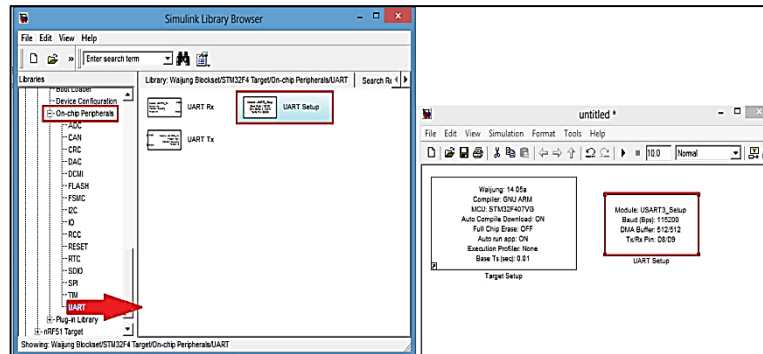 Simulink Library Browser
File Edit View Help
Enter search term
Libraries
Library: Waijung Blockset/STM32F4 Target/On-chip Peripherals/UART
Boot Loader
Device Configuration
On-chip Peripherals
ADC
CAN
CRC
DAC
DCMI
FLASH
FSMC
I2C
IO
RCC
RESET
RTC
SDIO
SPI
TIM
UART
Plug-in Library
nRF51 Target
UART Rx
UART Setup
UART Tx
Showing: Waijung Blockset/STM32F4 Target/On-chip Peripherals/UART
untitled *
File Edit View Simulation Format Tools Help
10.0 Normal
Waijung: 14.05a
Compiler: GNU ARM
MCU: STM32F407VG
Auto Compile Download: ON
Full Chip Erase: OFF
Auto run app: ON
Execution Profiler: None
Base Ts (sec): 0.01
Target Setup
Module: USART3_Setup
Baud (Bps): 115200
DMA Buffer: 512/512
Tx/Rx Pin: D8/D9
UART Setup